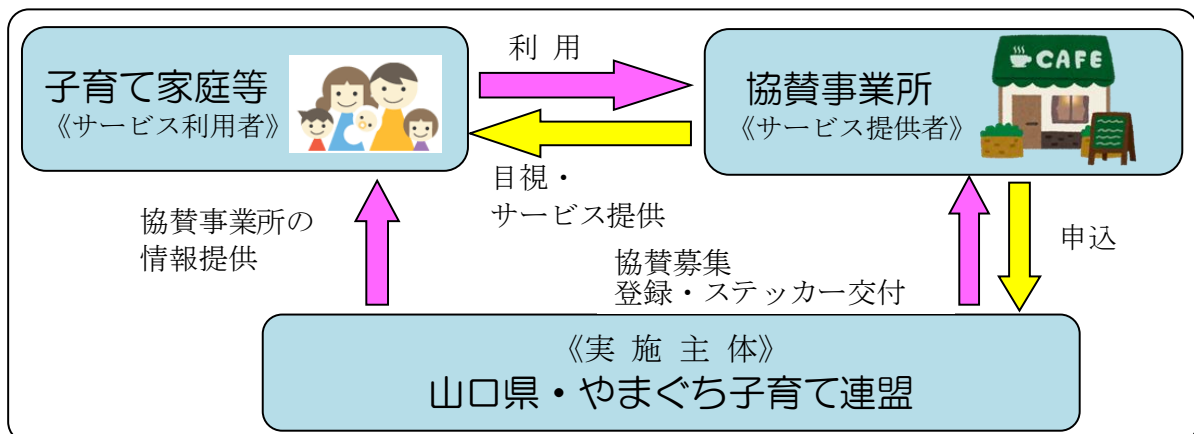 子育て家庭等
《サービス利用者》
利 用
協賛事業所
《サービス提供者》
CAFE
目視・
サービス提供
協賛事業所の
情報提供
協賛募集
登録・ステッカー交付
申込
《実 施 主 体》
山口県・やまぐち子育て連盟